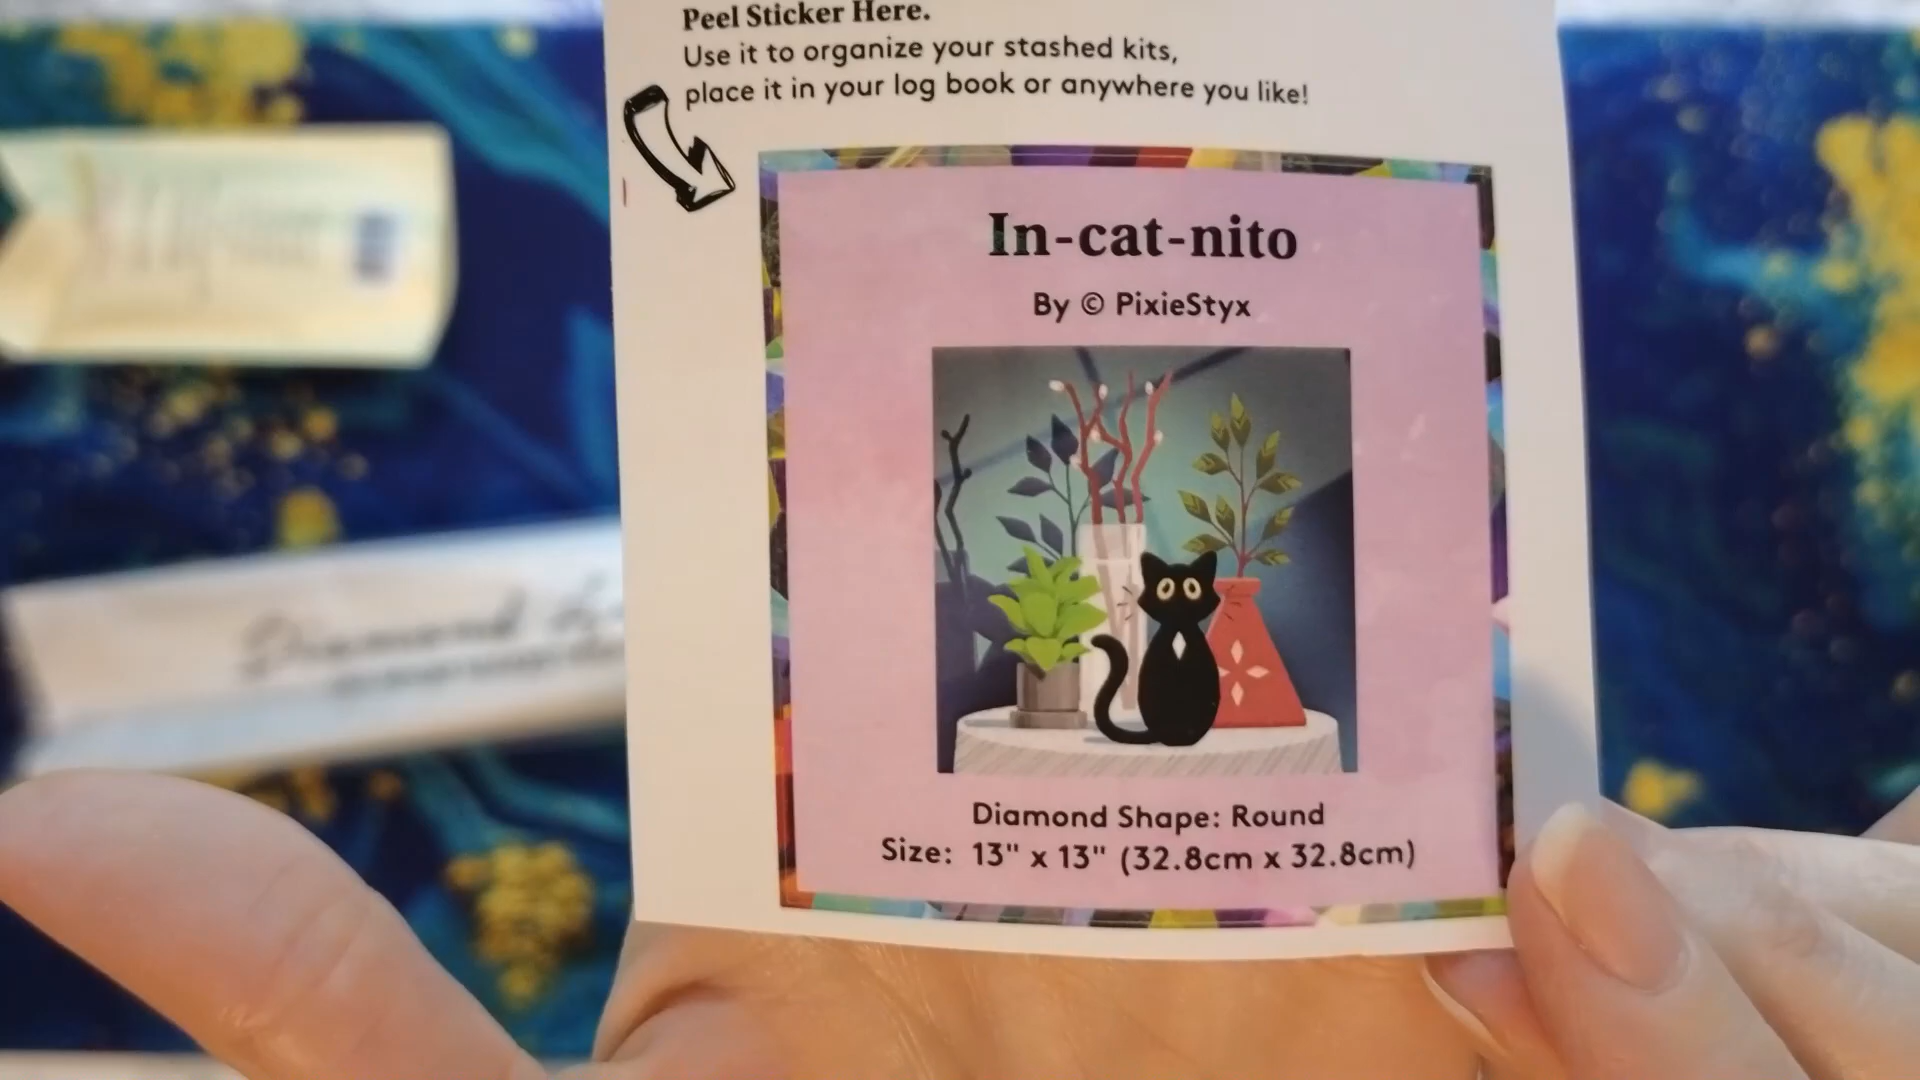 Peel Sticker Here.
Use it to organize your stashed kits,
place it in your log book or anywhere you like!
In-cat-nito
By © PixieStyx
Diamond Shape: Round
Size: 13" x 13" (32.8cm x 32.8cm)
Diamond